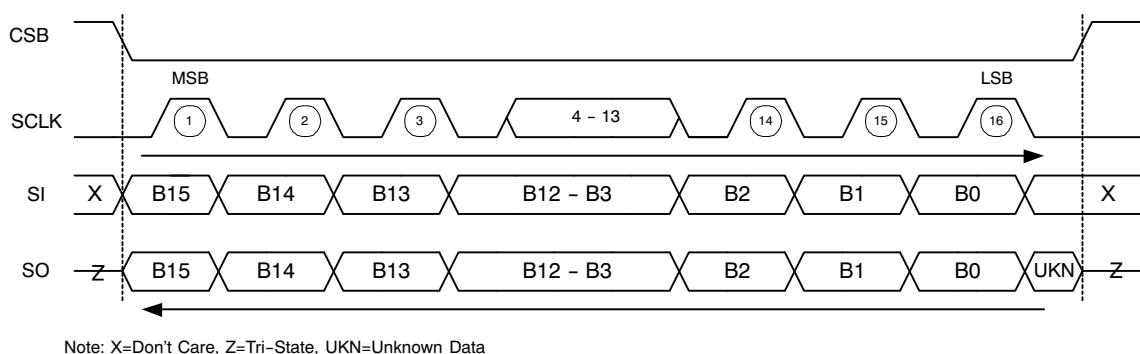 CSB
MSB LSB
SCLK 1 2 3 4 – 13 14 15 16
SI X B15 B14 B13 B12 – B3 B2 B1 B0 X
SO Z B15 B14 B13 B12 – B3 B2 B1 B0 UKN Z
Note: X=Don't Care, Z=Tri–State, UKN=Unknown Data